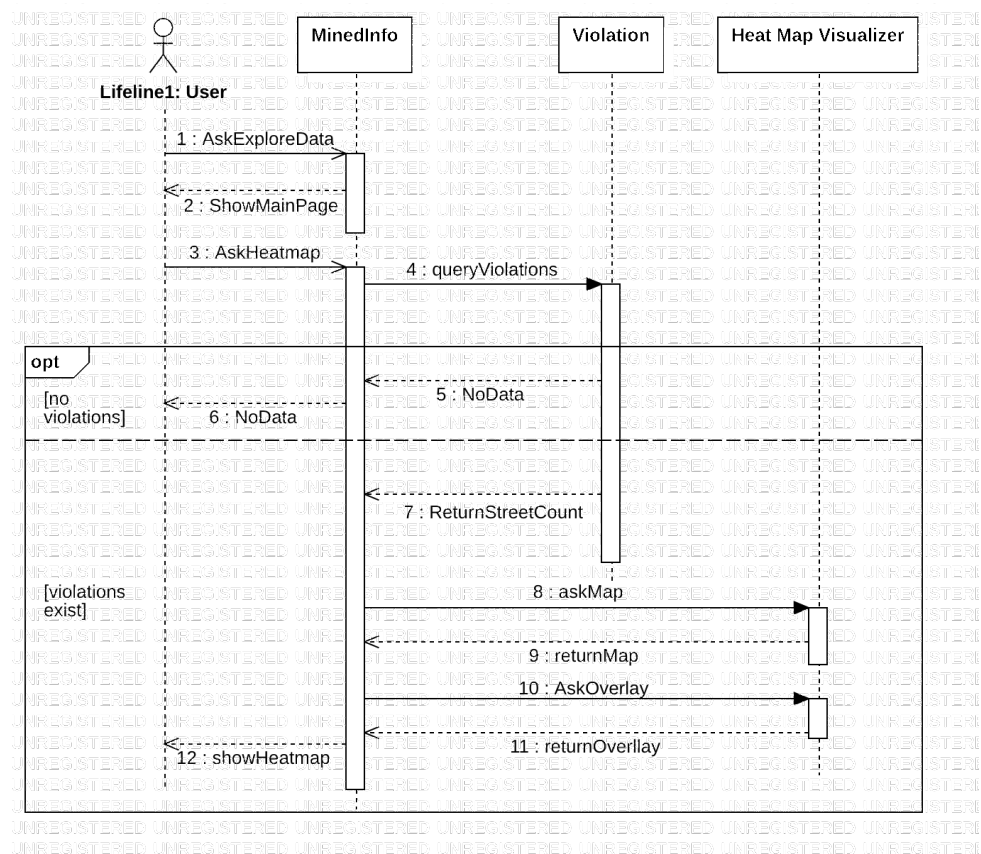 MinedInfo
Violation
Heat Map Visualizer
Lifeline1: User
1 : AskExploreData
2 : ShowMainPage
3 : AskHeatmap
4 : queryViolations
opt
[no
violations]
5 : NoData
6 : NoData
7 : ReturnStreetCount
[violations
exist]
8 : askMap
9 : returnMap
10 : AskOverlay
11 : returnOverllay
12 : showHeatmap
UNREGISTERED